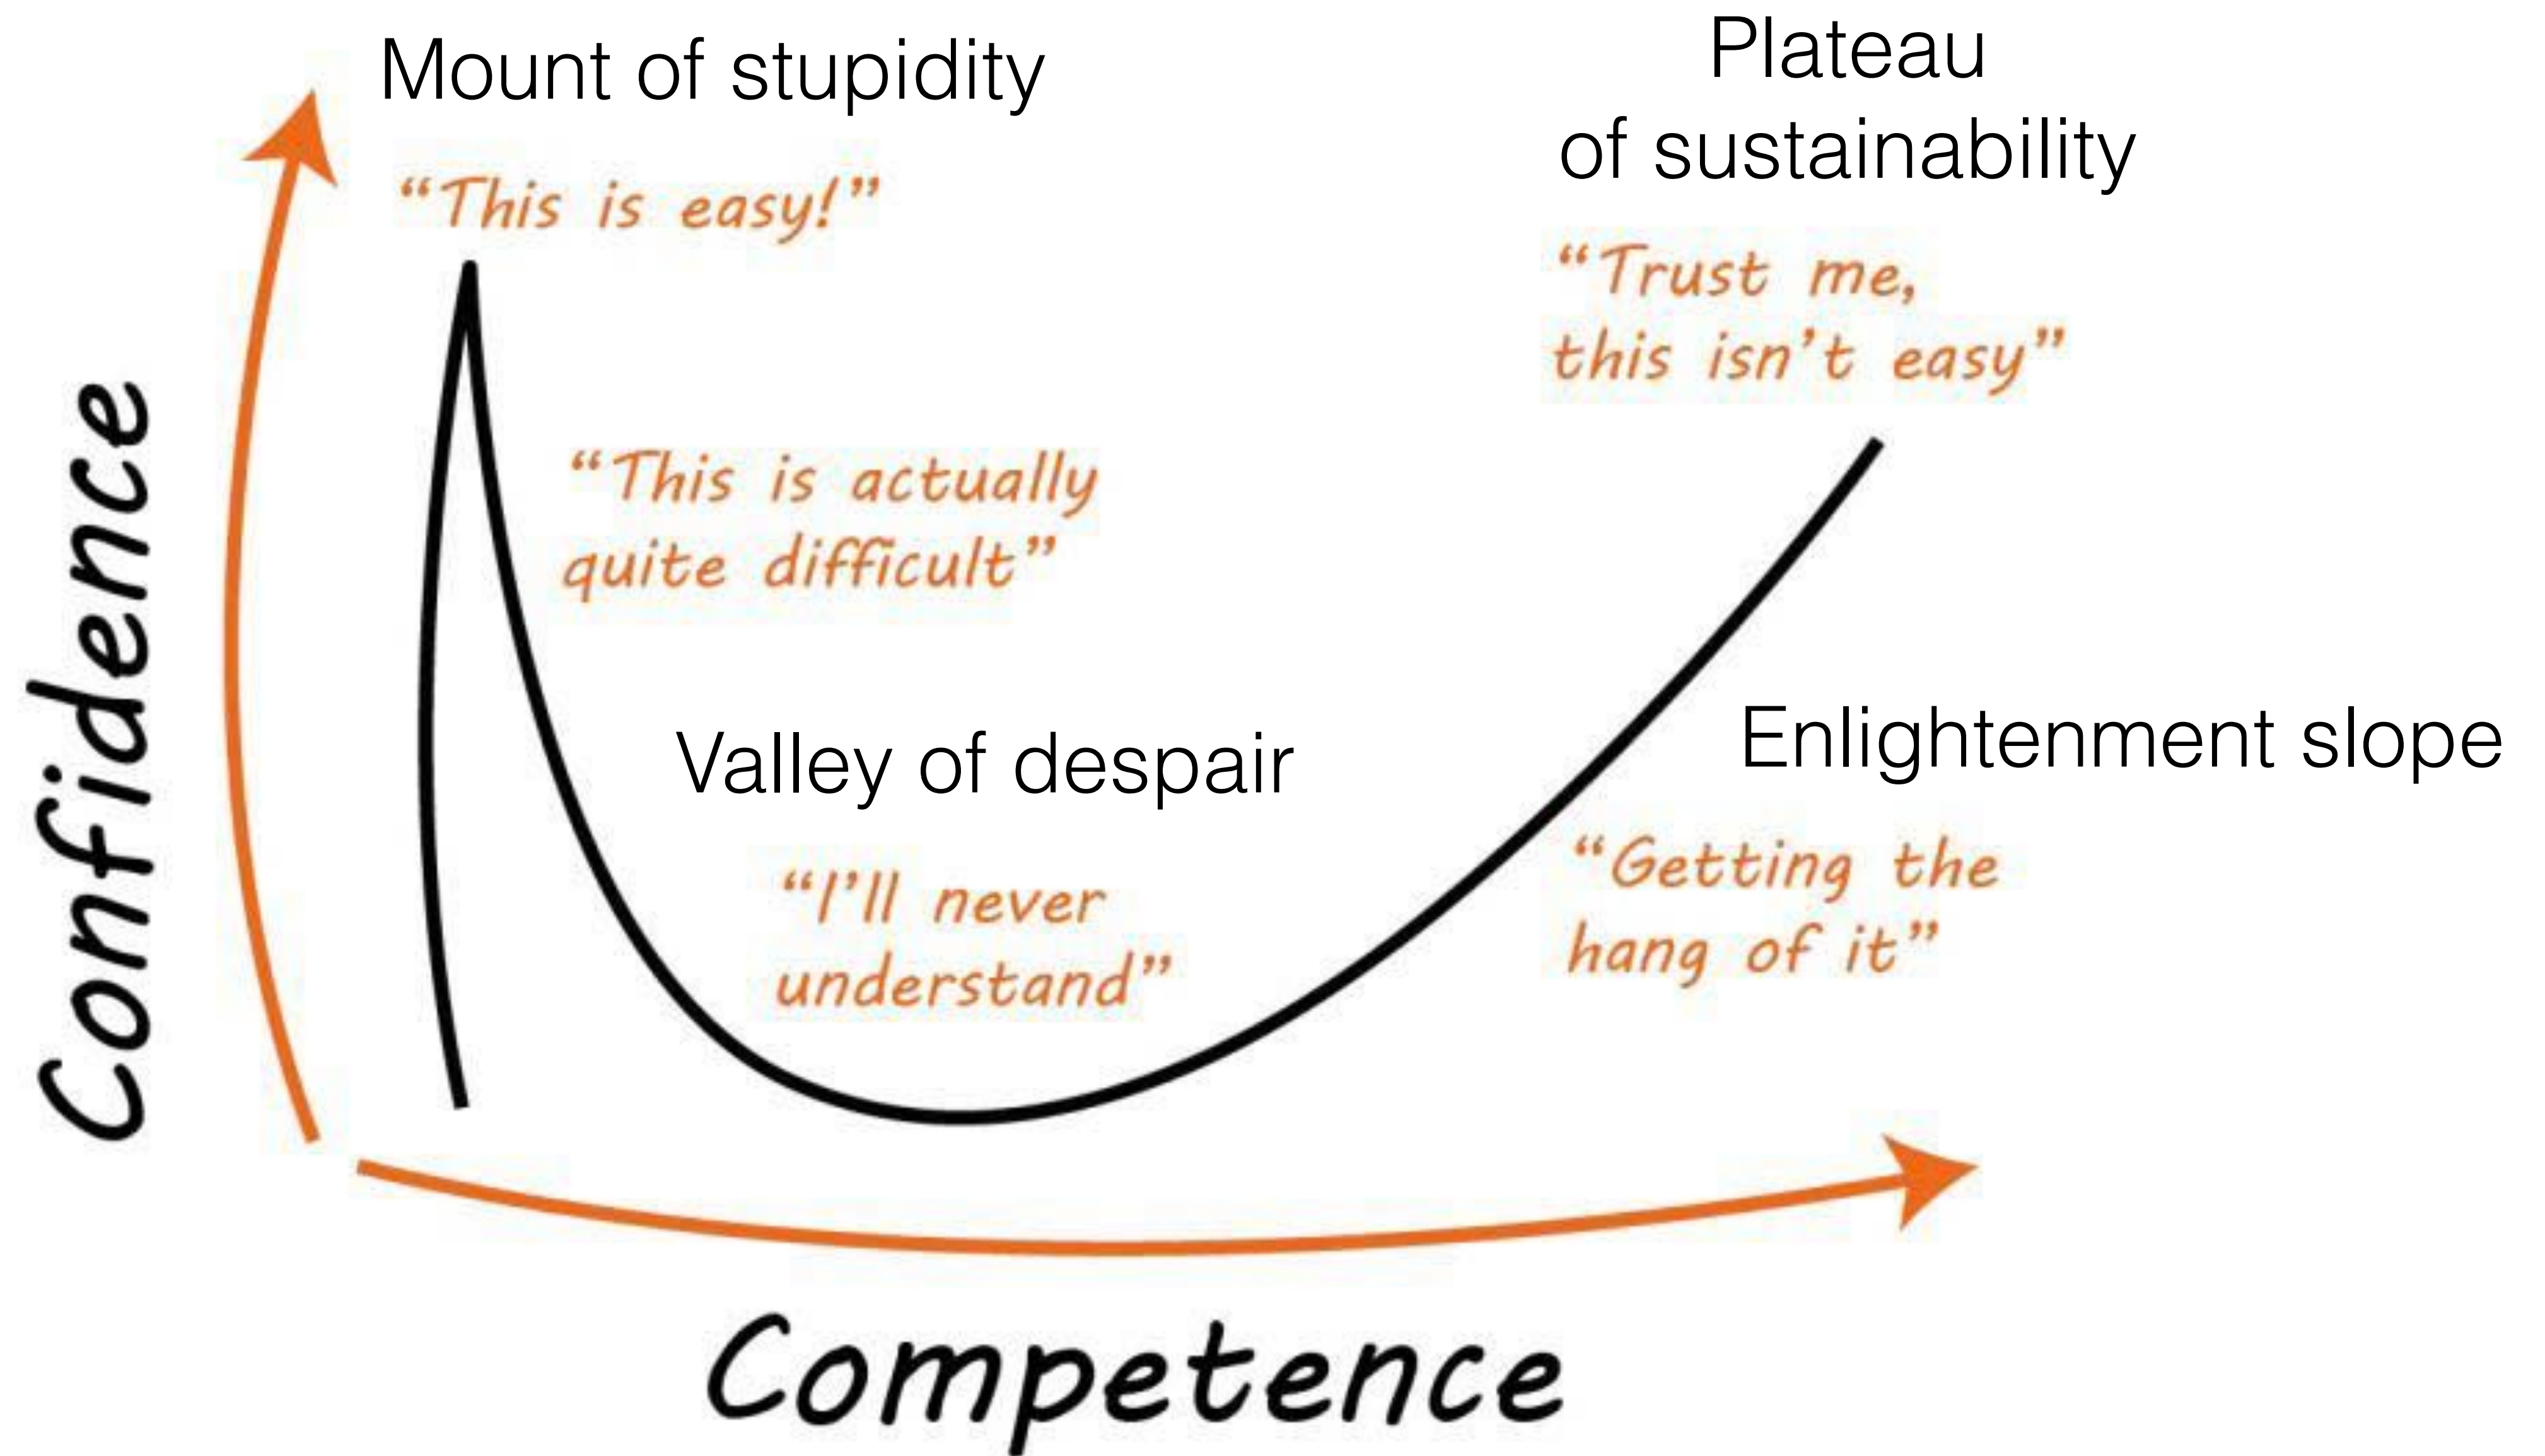 Mount of stupidity
“This is easy!”
Plateau
of sustainability
“Trust me,
this isn’t easy”
“This is actually
quite difficult”
Valley of despair
“I’ll never
understand”
Enlightenment slope
“Getting the
hang of it”
Confidence
Competence